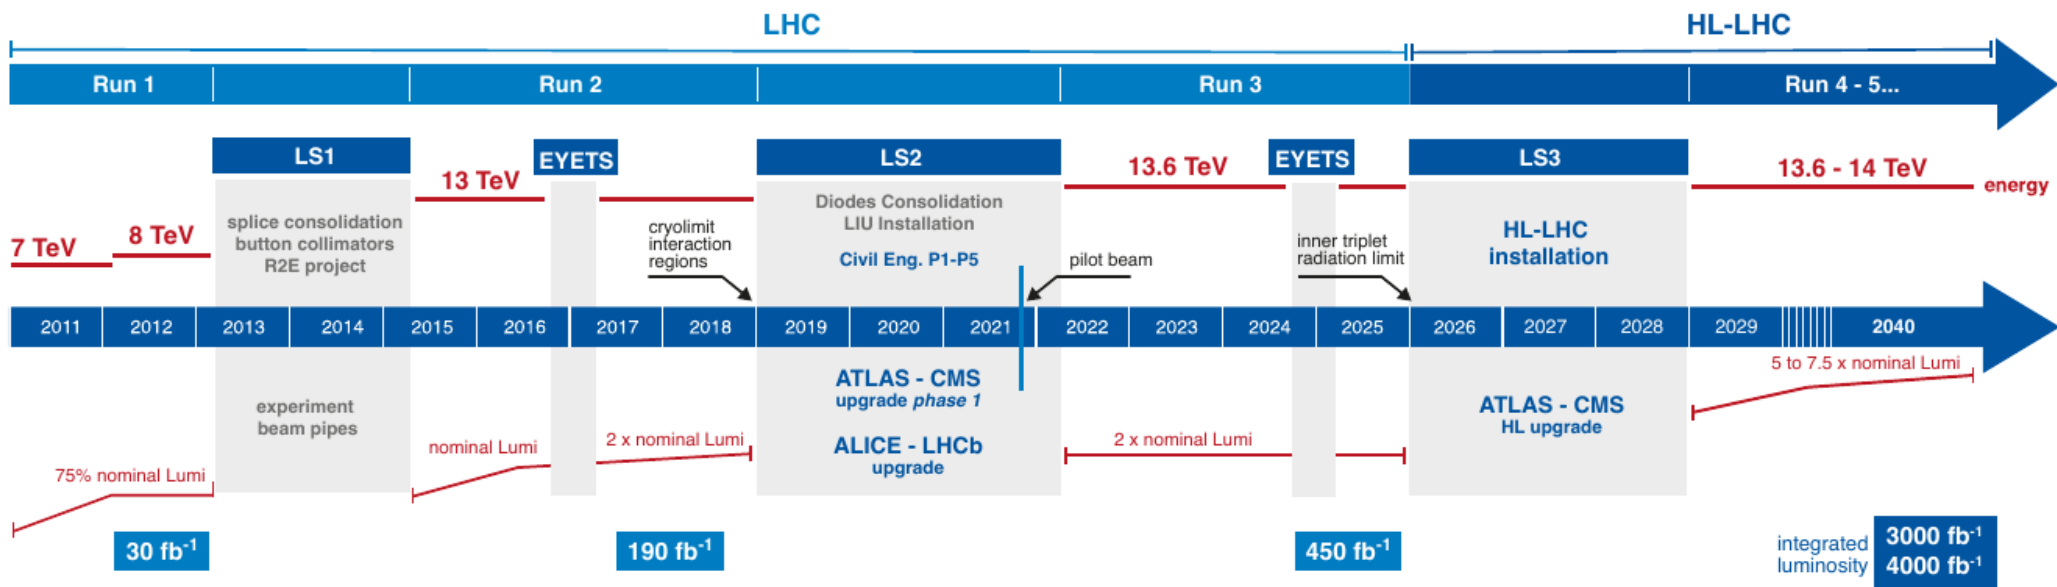 LHC
HL-LHC
Run 1
Run 2
Run 3
Run 4 - 5...
LS1
EYETS
LS2
EYETS
LS3
13 TeV
13.6 TeV
13.6 - 14 TeV
energy
7 TeV
8 TeV
splice consolidation
button collimators
R2E project
cryolimit
interaction
regions
Diodes Consolidation
LIU Installation
Civil Eng. P1-P5
pilot beam
inner triplet
radiation limit
HL-LHC
installation
2011
2012
2013
2014
2015
2016
2017
2018
2019
2020
2021
2022
2023
2024
2025
2026
2027
2028
2029
2040
5 to 7.5 x nominal Lumi
experiment
beam pipes
ATLAS - CMS
upgrade phase 1
ALICE - LHCb
upgrade
ATLAS - CMS
HL upgrade
75% nominal Lumi
nominal Lumi
2 x nominal Lumi
2 x nominal Lumi
30 fb⁻¹
190 fb⁻¹
450 fb⁻¹
integrated
luminosity
3000 fb⁻¹
4000 fb⁻¹